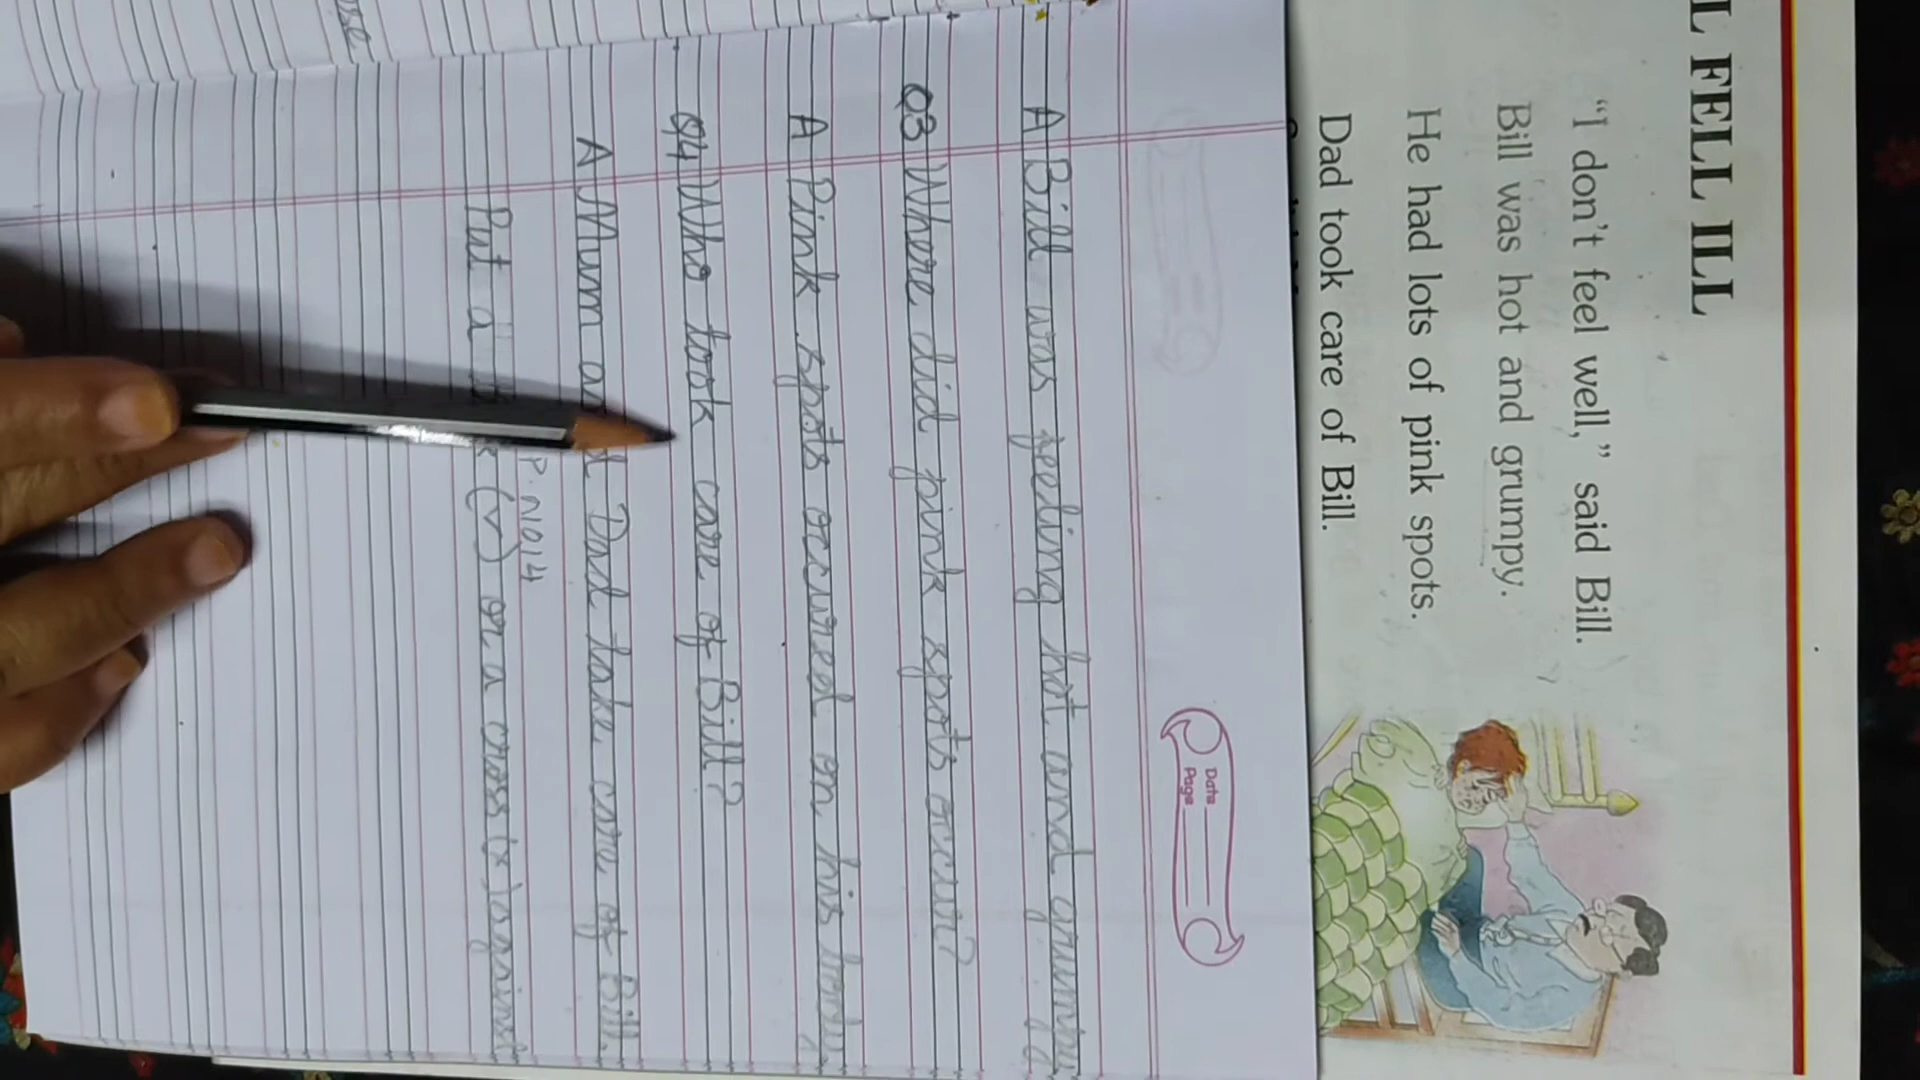 L FELL ILL
“I don’t feel well,” said Bill.
Bill was hot and grumpy.
He had lots of pink spots.
Dad took care of Bill.
Date
Page
A Bill was feeling hot and grumpy
Q3 Where did pink spots occur?
A Pink spots occured on his body.
Q4 Who took care of Bill?
A Mum and Dad take care of Bill.
P.No14
Put a (v) or a cross (x) against
ose